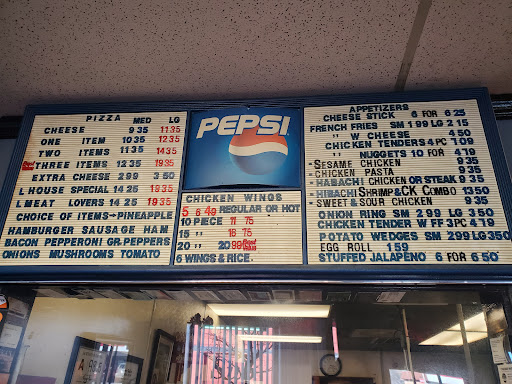 PIZZA MED LG
CHEESE 9 35 11 35
ONE ITEM 10 35 12 35
TWO ITEMS 11 35 14 35
THREE ITEMS 12 35 19 35
EXTRA CHEESE 2 99 3 50
L HOUSE SPECIAL 14 25 19 35
L MEAT LOVERS 14 25 19 35
CHOICE OF ITEMS-PINEAPPLE
HAMBURGER SAUSAGE HAM
BACON PEPPERONI GR. PEPPERS
ONIONS MUSHROOMS TOMATO
PEPSI
CHICKEN WINGS
5 6 49 REGULAR OR HOT
10 PIECE 11 75
15 " 16 75
20 " 20 99
6 WINGS & RICE
APPETIZERS
CHEESE STICK 6 FOR 6 25
FRENCH FRIES SM 1 99 LG 2 15
" W CHEESE 4 50
CHICKEN TENDERS 4 PC 7 09
NUGGETS 10 FOR 4 19
- SESAME CHICKEN 9 35
- CHICKEN PASTA 9 35
- HABACHI CHICKEN OR STEAK 9 35
- HIBACHI SHRIMP & CK COMBO 13 50
- SWEET & SOUR CHICKEN 9 35
ONION RING SM 2 99 LG 3 50
CHICKEN TENDER W FF 3PC 4 19
POTATO WEDGES SM 2 99 LG 3 50
EGG ROLL 1 59
STUFFED JALAPENO 6 FOR 6 50